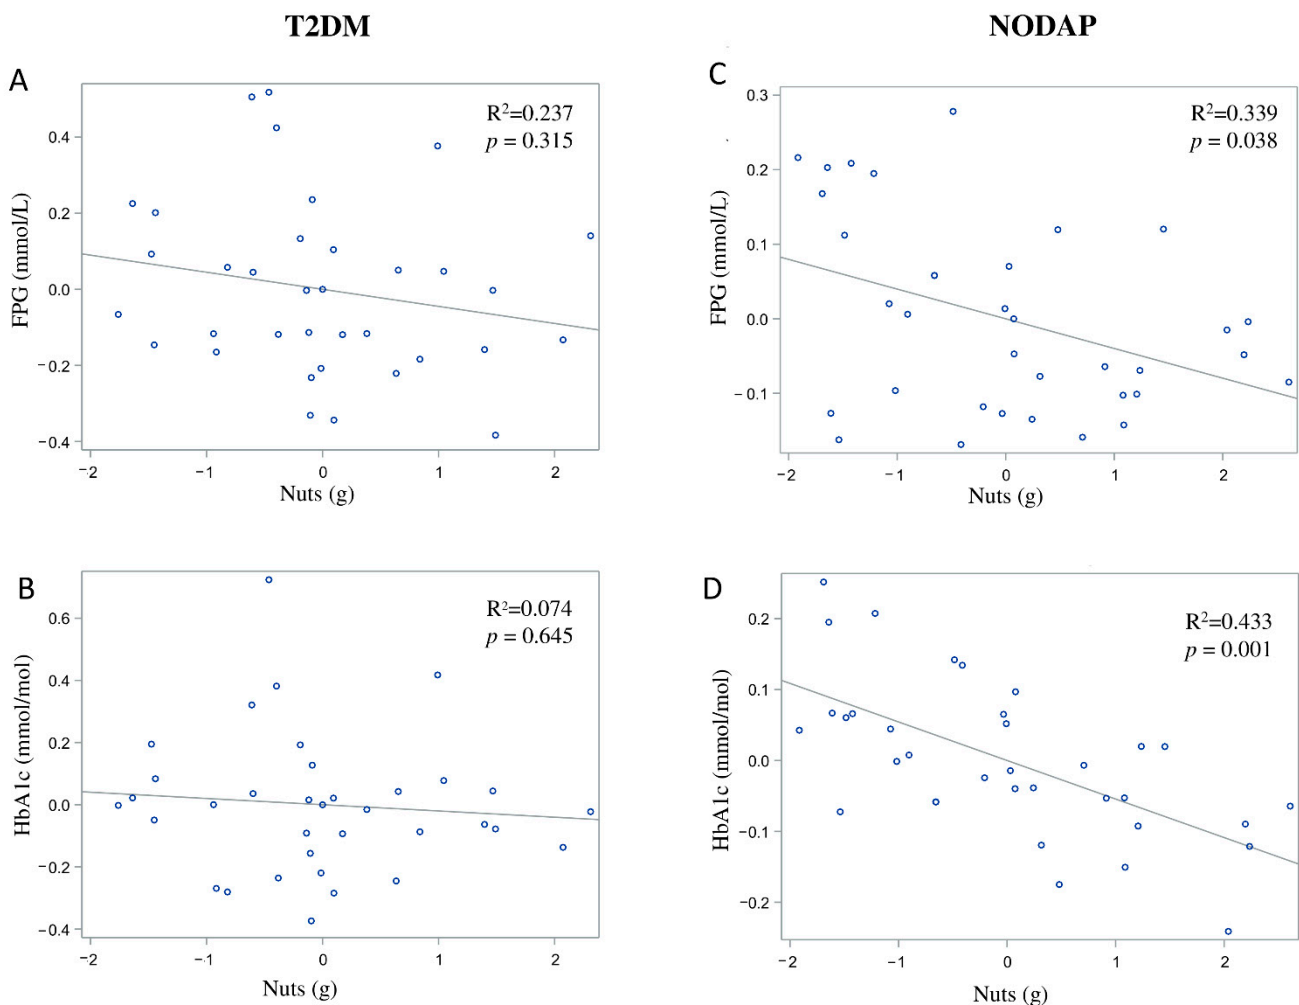 T2DM
NODAP
A
R²=0.237
p = 0.315
0.4
0.2
0.0
−0.2
−0.4
FPG (mmol/L)
−2
−1
0
1
2
Nuts (g)
C
R²=0.339
p = 0.038
0.3
0.2
0.1
0.0
−0.1
FPG (mmol/L)
−2
−1
0
1
2
Nuts (g)
B
R²=0.074
p = 0.645
0.6
0.4
0.2
0.0
−0.2
−0.4
HbA1c (mmol/mol)
−2
−1
0
1
2
Nuts (g)
D
R²=0.433
p = 0.001
0.2
0.1
0.0
−0.1
−0.2
HbA1c (mmol/mol)
−2
−1
0
1
2
Nuts (g)